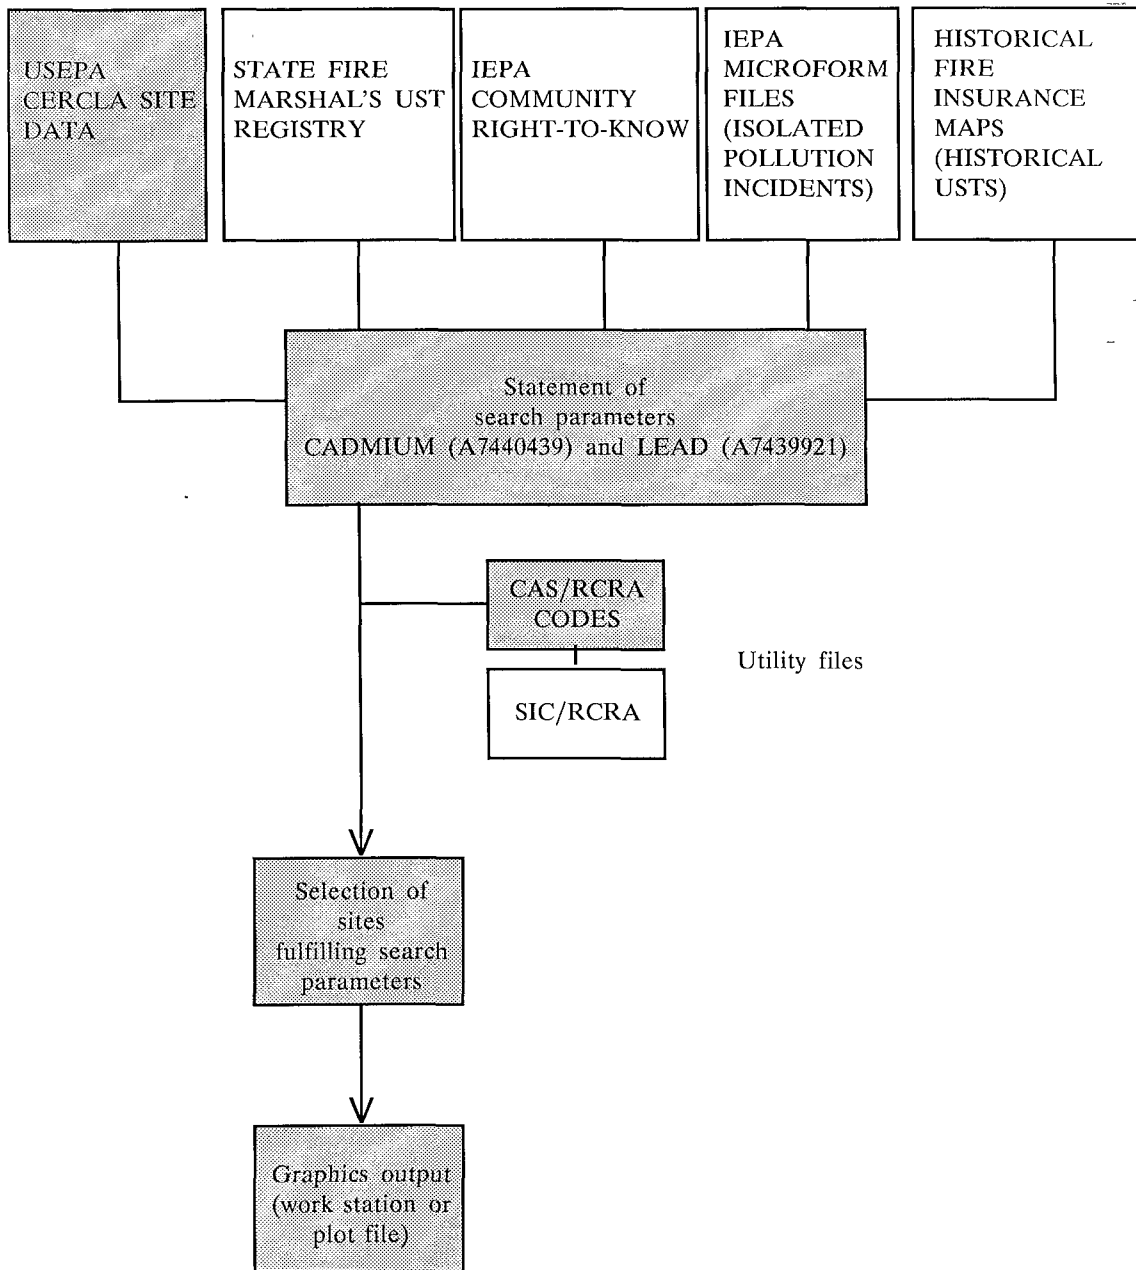 USEPA
CERCLA SITE
DATA
STATE FIRE
MARSHAL'S UST
REGISTRY
IEPA
COMMUNITY
RIGHT-TO-KNOW
IEPA
MICROFORM
FILES
(ISOLATED
POLLUTION
INCIDENTS)
HISTORICAL
FIRE
INSURANCE
MAPS
(HISTORICAL
USTS)
Statement of
search parameters
CADMIUM (A7440439) and LEAD (A7439921)
CAS/RCRA
CODES
Utility files
SIC/RCRA
Selection of
sites
fulfilling search
parameters
Graphics output
(work station or
plot file)